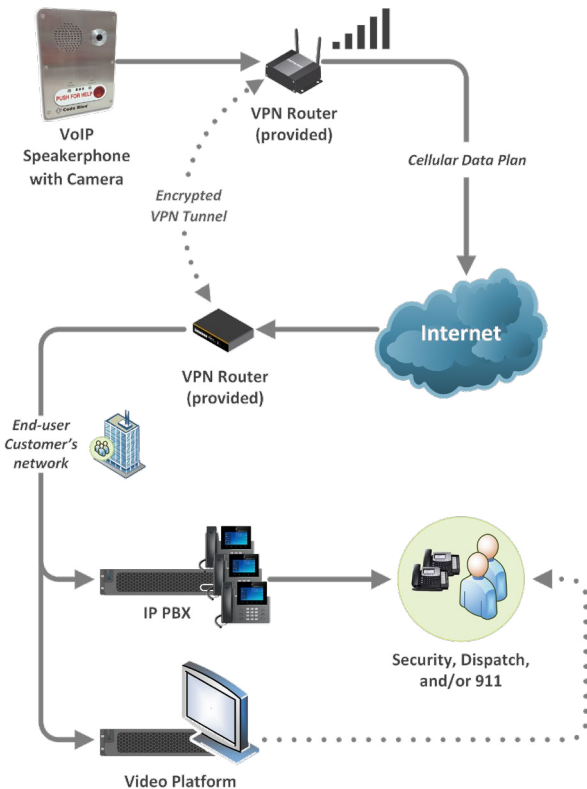 PUSH FOR HELP
Code Blue
VoIP
Speakerphone
with Camera
VPN Router
(provided)
Cellular Data Plan
Encrypted
VPN Tunnel
Internet
VPN Router
(provided)
End-user
Customer's
network
IP PBX
Security, Dispatch,
and/or 911
Video Platform